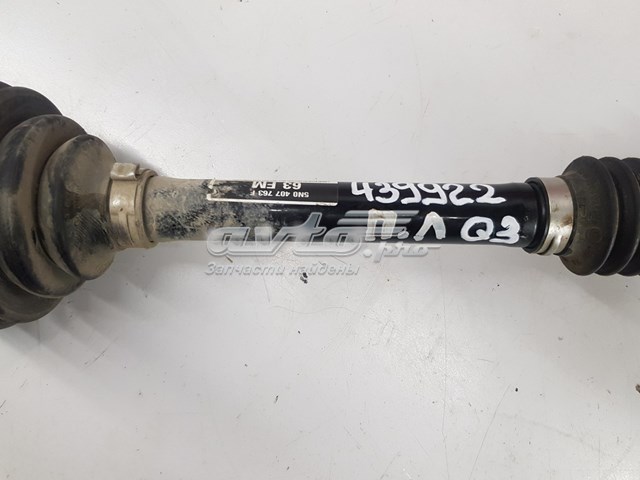 5N0 407 763 F
63 EM
439922
П.Л Q3
avto.pro
Запчасти найдены